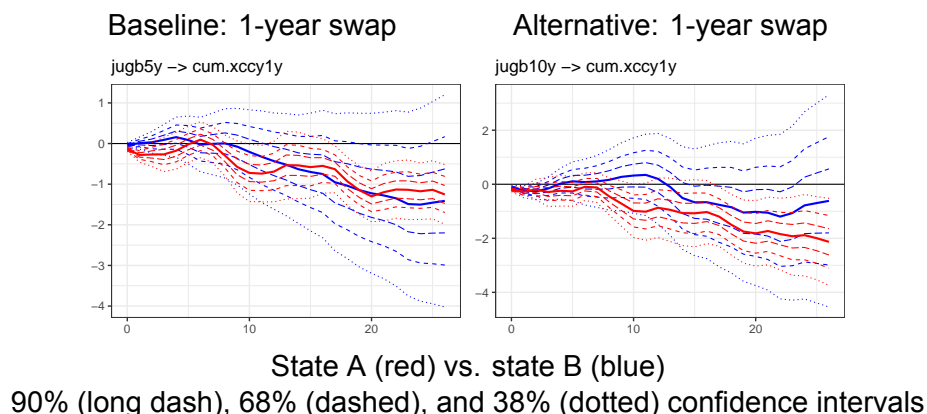 Baseline: 1-year swap
Alternative: 1-year swap
jugb5y −> cum.xccy1y
jugb10y −> cum.xccy1y
1
0
−1
−2
−3
−4
0
10
20
2
0
−2
−4
0
10
20
State A (red) vs. state B (blue)
90% (long dash), 68% (dashed), and 38% (dotted) confidence intervals